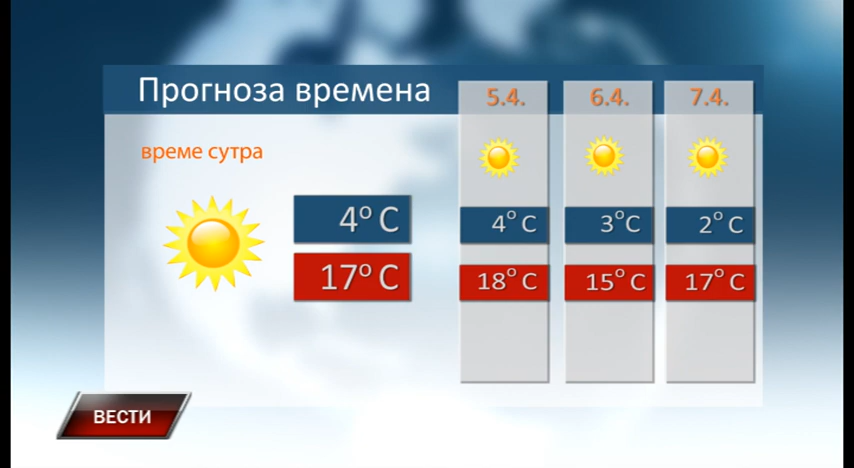 Прогноза времена
време сутра
4° C
17° C
5.4.
4° C
18° C
6.4.
3°C
15° C
7.4.
2° C
17° C
ВЕСТИ